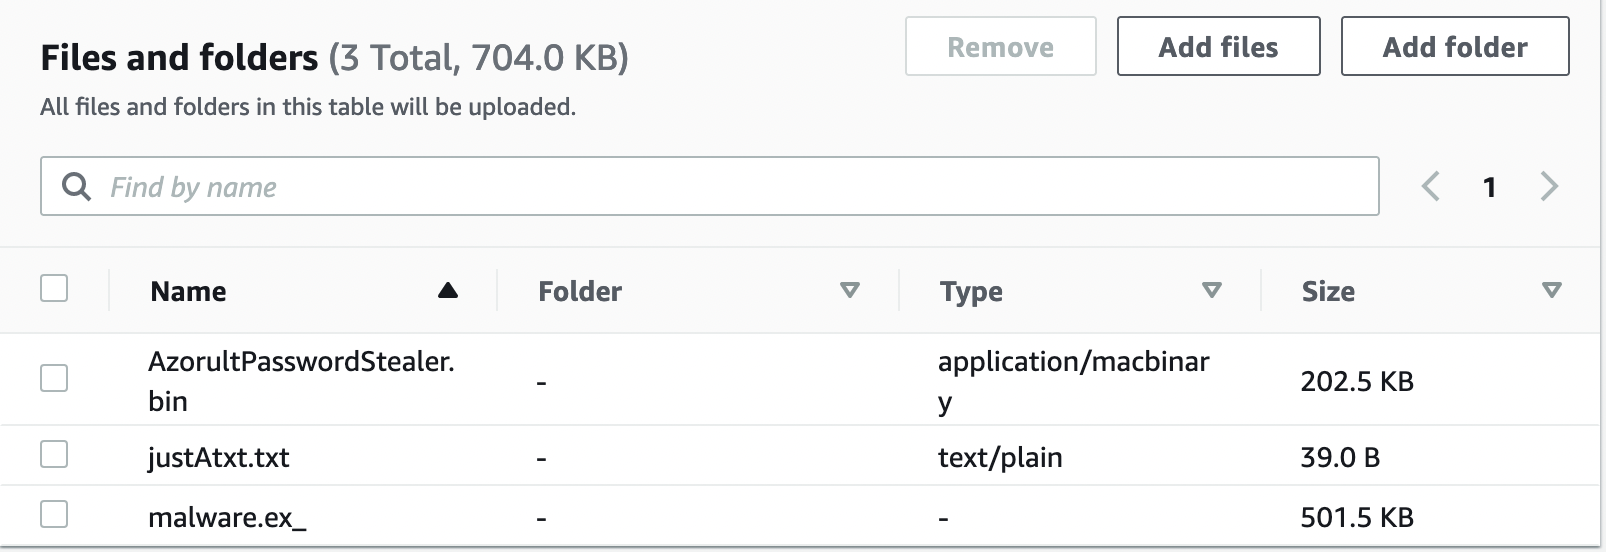 Files and folders (3 Total, 704.0 KB)
Remove
Add files
Add folder
All files and folders in this table will be uploaded.
Find by name
1
Name Folder Type Size
AzorultPasswordStealer. - application/macbinar 202.5 KB
bin y
justAtxt.txt - text/plain 39.0 B
malware.ex_ - - 501.5 KB